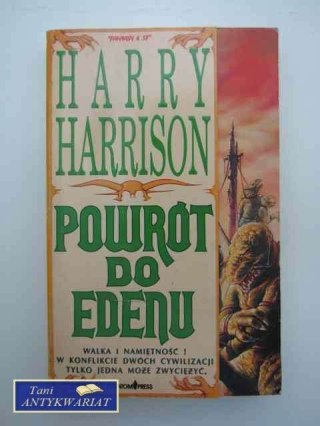 HARRY
HARRISON
POWRÓT
DO
EDENU
WALKA I NAMIĘTNOŚĆ !
W KONFLIKCIE DWÓCH CYWILIZACJI
TYLKO JEDNA MOŻE ZWYCIĘŻYĆ.
Tani
ANTYKWARIAT